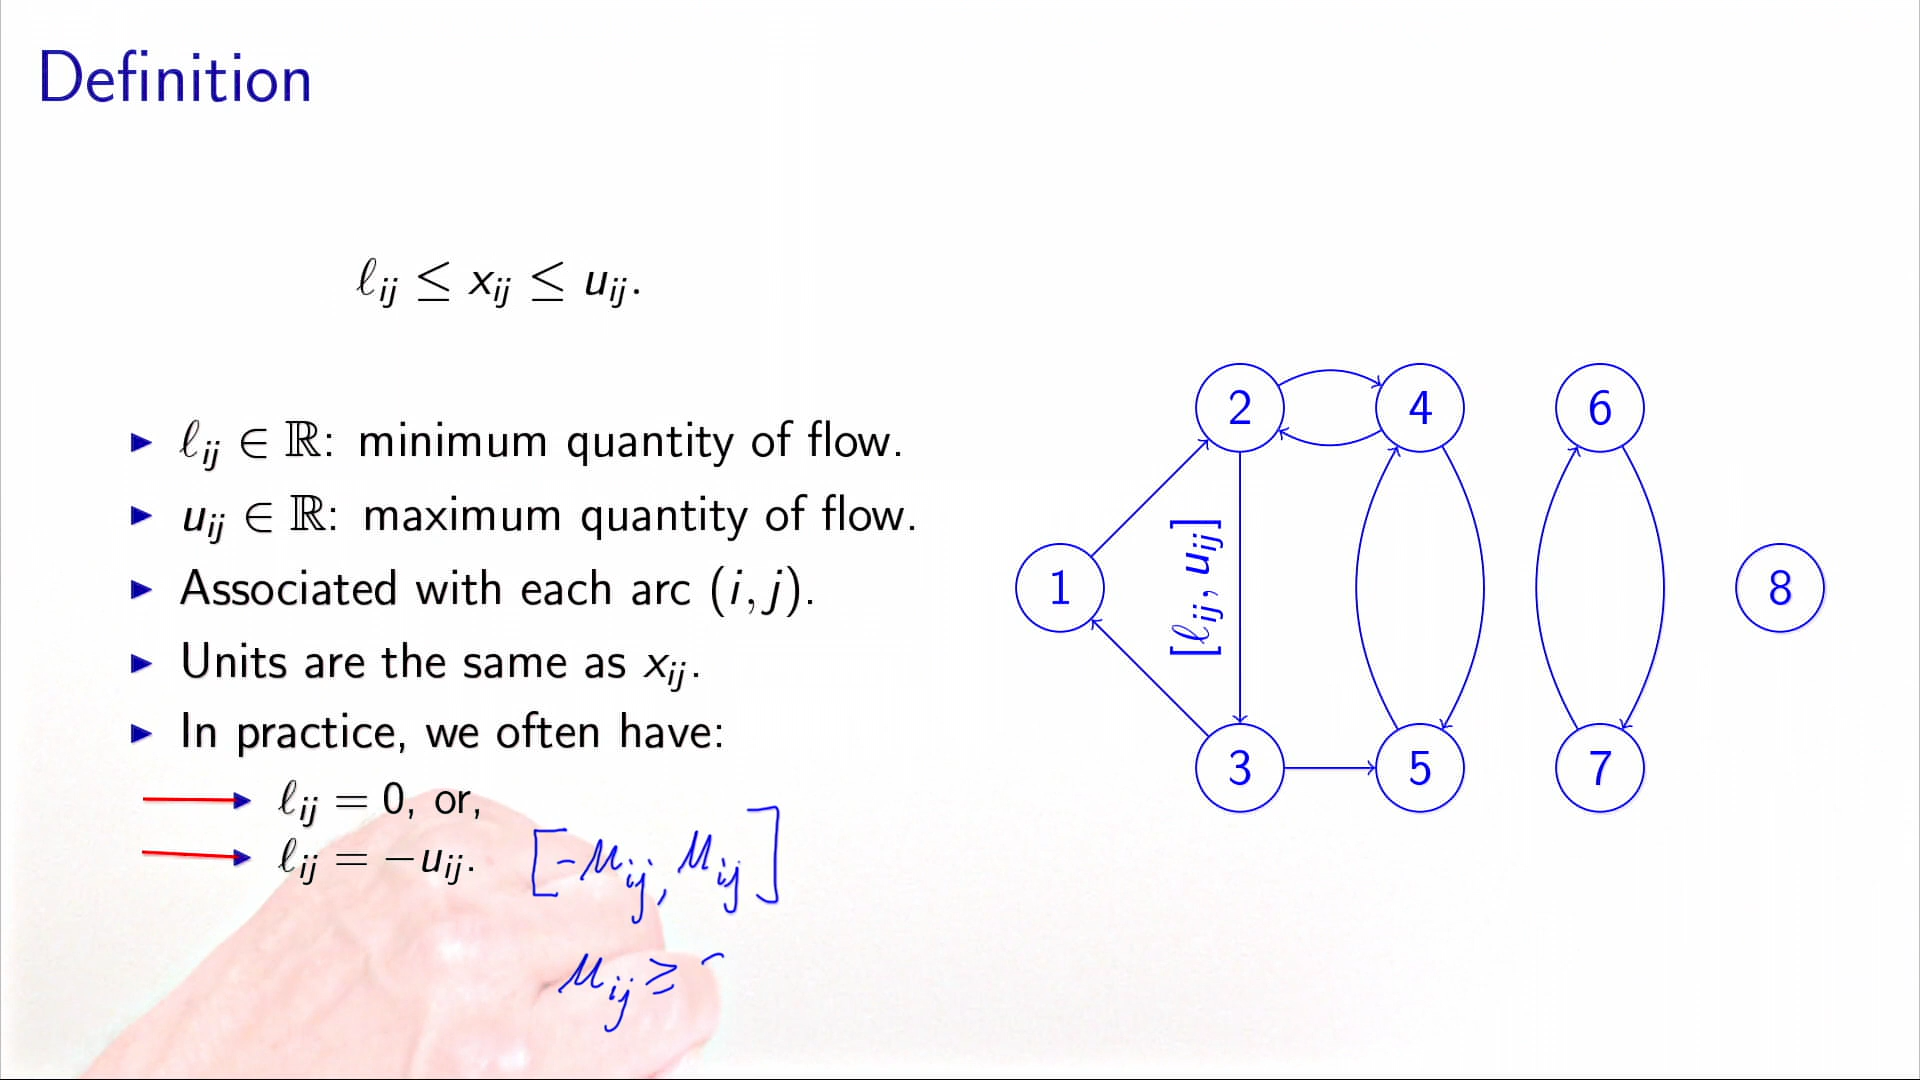 Definition
ℓij ≤ xij ≤ uij.
▶ ℓij ∈ ℝ: minimum quantity of flow.
▶ uij ∈ ℝ: maximum quantity of flow.
▶ Associated with each arc (i, j).
▶ Units are the same as xij.
▶ In practice, we often have:
▶ ℓij = 0, or,
▶ ℓij = −uij.
[-uij, uij]
uij ≥
2 4 6
1 [ℓij, uij] 8
3 5 7